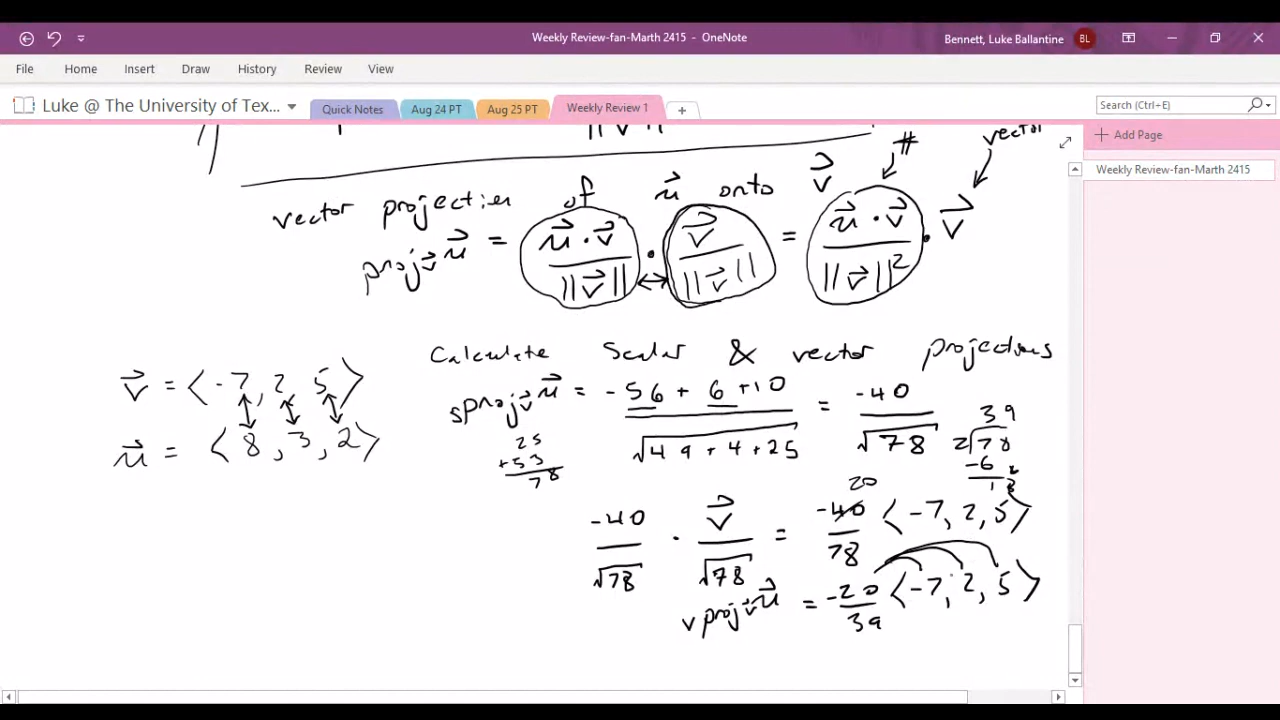 Weekly Review-fan-Marth 2415 - OneNote
Bennett, Luke Ballantine BL
File Home Insert Draw History Review View
Luke @ The University of Tex... Quick Notes Aug 24 PT Aug 25 PT Weekly Review 1 +
Search (Ctrl+E)
+ Add Page
Weekly Review-fan-Marth 2415
# vector
vector projection of u⃗ onto v⃗
proj_v⃗ u⃗ = (u⃗ · v⃗)/||v⃗|| · v⃗/||v⃗|| = (u⃗ · v⃗)/||v⃗||² · v⃗
Calculate Scalar & vector projections
v⃗ = <-7, 2, 5>
u⃗ = <8, 3, 2>
sproj_v⃗ u⃗ = (-56 + 6 + 10)/√(49 + 4 + 25) = -40/√78
25
+53
78
39
2√78
-6
18
-40/√78 · v⃗/√78 = -40/78 <-7, 2, 5>
20
vproj_v⃗ u⃗ = -20/39 <-7, 2, 5>